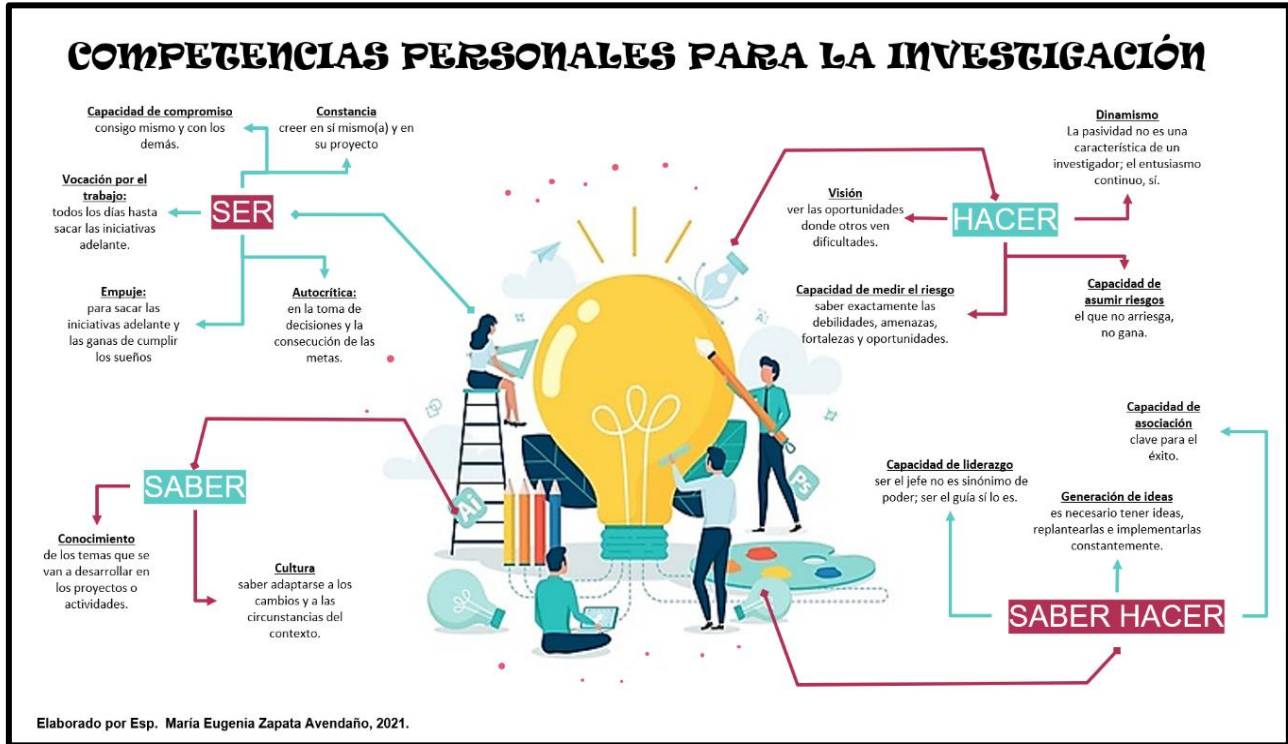 COMPETENCIAS PERSONALES PARA LA INVESTIGACIÓN
Capacidad de compromiso
consigo mismo y con los
demás.
Constancia
creer en sí mismo(a) y en
su proyecto
Vocación por el
trabajo:
todos los días hasta
sacar las iniciativas
adelante.
SER
Empuje:
para sacar las
iniciativas adelante y
las ganas de cumplir
los sueños
Autocrítica:
en la toma de
decisiones y la
consecución de las
metas.
Dinamismo
La pasividad no es una
característica de un
investigador; el entusiasmo
continuo, sí.
Visión
ver las oportunidades
donde otros ven
dificultades.
HACER
Capacidad de medir el riesgo
saber exactamente las
debilidades, amenazas,
fortalezas y oportunidades.
Capacidad de
asumir riesgos
el que no arriesga,
no gana.
SABER
Conocimiento
de los temas que se
van a desarrollar en
los proyectos o
actividades.
Cultura
saber adaptarse a los
cambios y a las
circunstancias del
contexto.
Ai
Ai
Ps
Capacidad de
asociación
clave para el
éxito.
Capacidad de liderazgo
ser el jefe no es sinónimo de
poder; ser el guía sí lo es.
Generación de ideas
es necesario tener ideas,
replantearlas e implementarlas
constantemente.
SABER HACER
Elaborado por Esp. María Eugenia Zapata Avendaño, 2021.